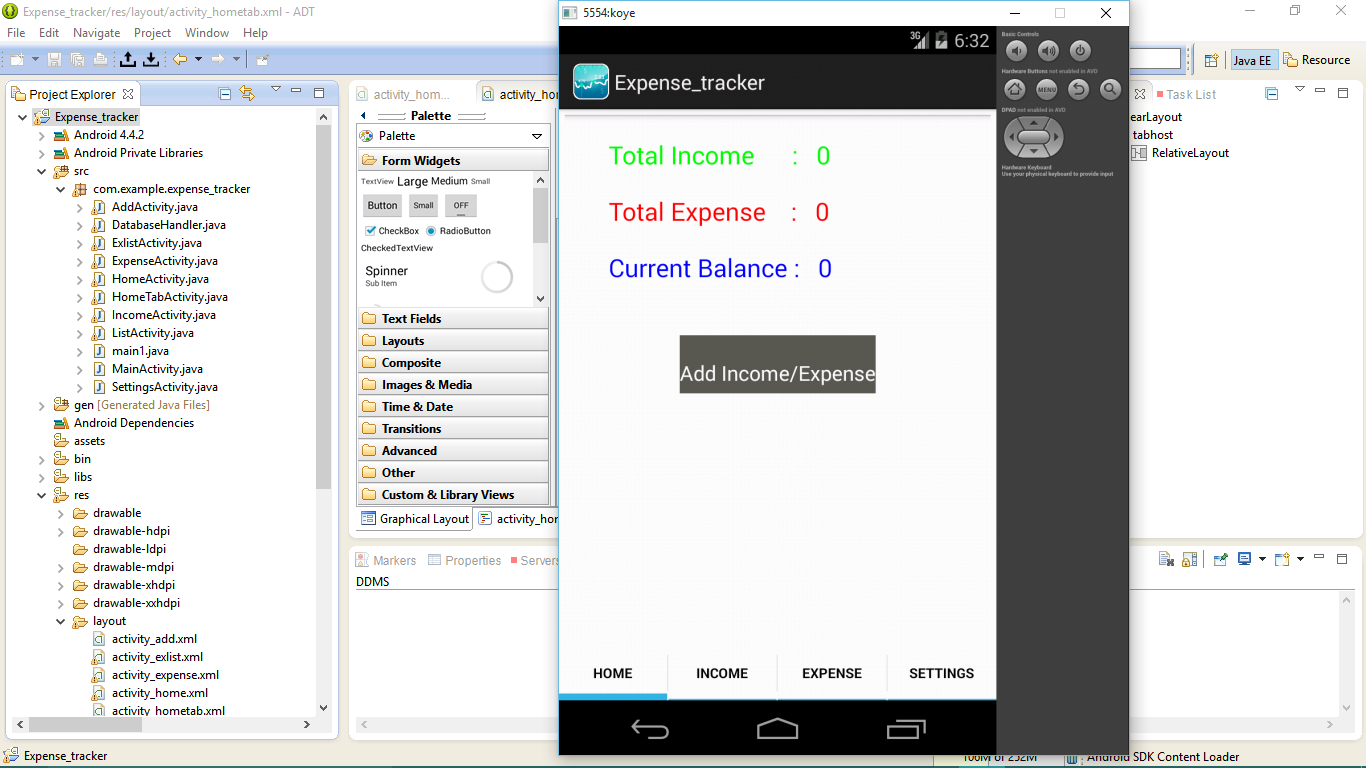 Expense_tracker/res/layout/activity_hometab.xml - ADT
File Edit Navigate Project Window Help
Java EE
Resource
Project Explorer
Expense_tracker
Android 4.4.2
Android Private Libraries
src
com.example.expense_tracker
AddActivity.java
DatabaseHandler.java
ExlistActivity.java
ExpenseActivity.java
HomeActivity.java
HomeTabActivity.java
IncomeActivity.java
ListActivity.java
main1.java
MainActivity.java
SettingsActivity.java
gen [Generated Java Files]
Android Dependencies
assets
bin
libs
res
drawable
drawable-hdpi
drawable-ldpi
drawable-mdpi
drawable-xhdpi
drawable-xxhdpi
layout
activity_add.xml
activity_exlist.xml
activity_expense.xml
activity_home.xml
activity_hometab.xml
Expense_tracker
activity_hom...
activity_hom
Palette
Palette
Form Widgets
TextView Large Medium Small
Button Small OFF
CheckBox RadioButton
CheckedTextView
Spinner
Sub Item
Text Fields
Layouts
Composite
Images & Media
Time & Date
Transitions
Advanced
Other
Custom & Library Views
Graphical Layout
activity_hom
Markers Properties Servers
DDMS
5554:koye
3G 6:32
Expense_tracker
Total Income : 0
Total Expense : 0
Current Balance : 0
Add Income/Expense
HOME INCOME EXPENSE SETTINGS
Basic Controls
Hardware Buttons not enabled in AVD
MENU
DPAD not enabled in AVD
Hardware Keyboard
Use your physical keyboard to provide input
Task List
earLayout
tabhost
RelativeLayout
106M of 252M
Android SDK Content Loader